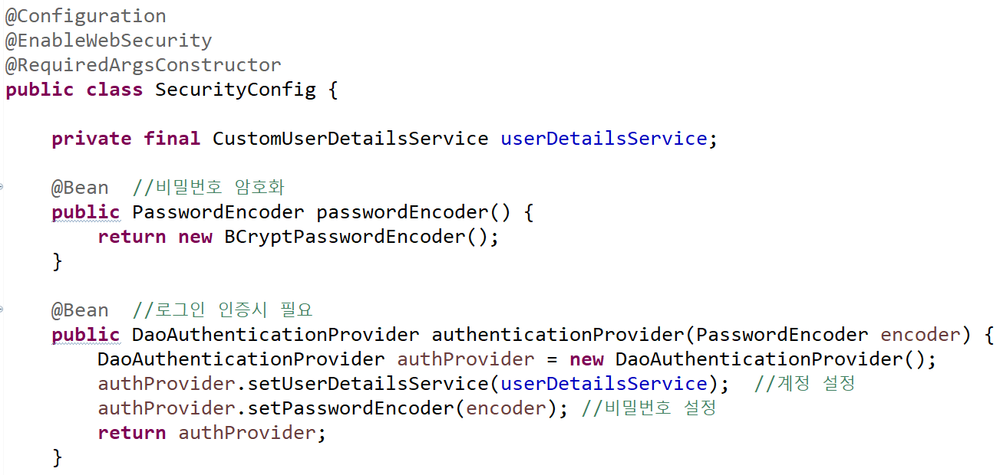 @Configuration
@EnableWebSecurity
@RequiredArgsConstructor
public class SecurityConfig {
private final CustomUserDetailsService userDetailsService;
@Bean //비밀번호 암호화
public PasswordEncoder passwordEncoder() {
return new BCryptPasswordEncoder();
}
@Bean //로그인 인증시 필요
public DaoAuthenticationProvider authenticationProvider(PasswordEncoder encoder) {
DaoAuthenticationProvider authProvider = new DaoAuthenticationProvider();
authProvider.setUserDetailsService(userDetailsService); //계정 설정
authProvider.setPasswordEncoder(encoder); //비밀번호 설정
return authProvider;
}